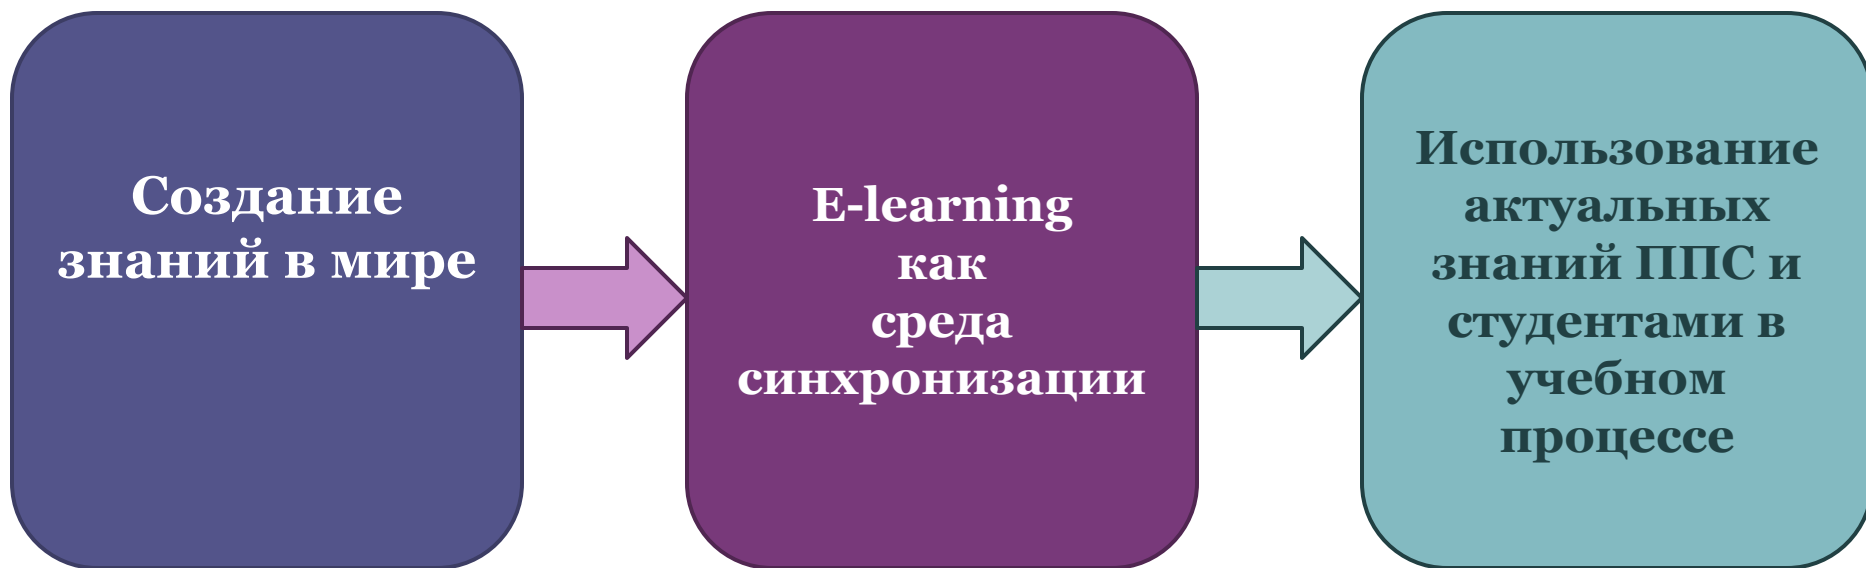 Создание
знаний в мире
E-learning
как
среда
синхронизации
Использование
актуальных
знаний ППС и
студентами в
учебном
процессе